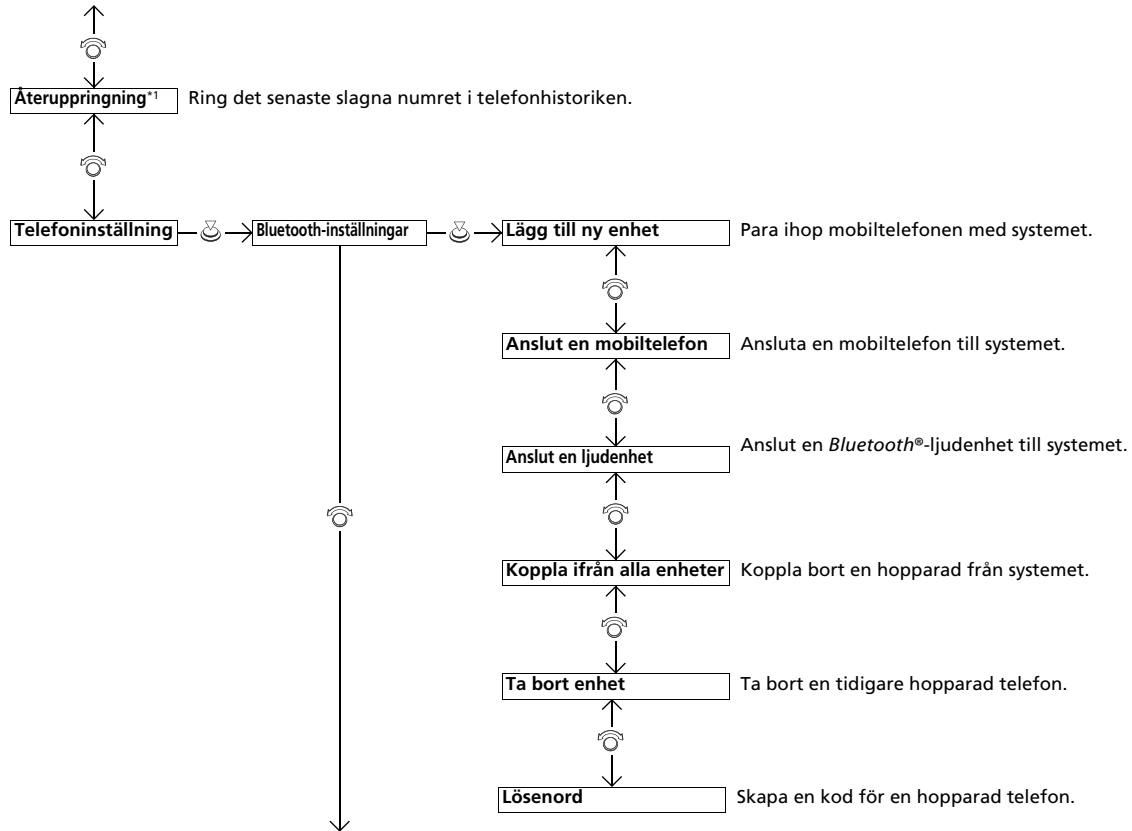 Återuppringning*1 Ring det senaste slagna numret i telefonhistoriken.
Telefoninställning Bluetooth-inställningar Lägg till ny enhet Para ihop mobiltelefonen med systemet.
Anslut en mobiltelefon Ansluta en mobiltelefon till systemet.
Anslut en ljudenhet Anslut en Bluetooth®-ljudenhet till systemet.
Koppla ifrån alla enheter Koppla bort en hopparad från systemet.
Ta bort enhet Ta bort en tidigare hopparad telefon.
Lösenord Skapa en kod för en hopparad telefon.